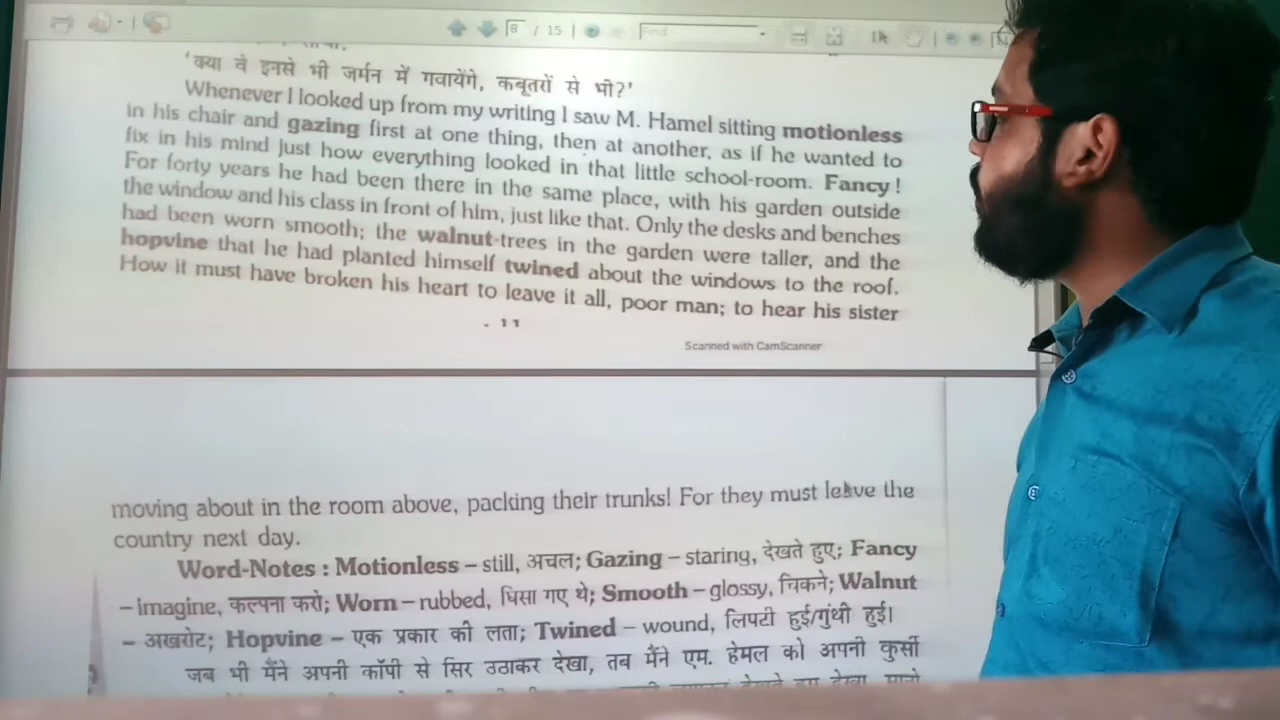 8 / 15
Find
'क्या वे इनसे भी जर्मन में गवायेंगे, कबूतरों से भी?'
Whenever I looked up from my writing I saw M. Hamel sitting motionless
in his chair and gazing first at one thing, then at another, as if he wanted to
fix in his mind just how everything looked in that little school-room. Fancy !
For forty years he had been there in the same place, with his garden outside
the window and his class in front of him, just like that. Only the desks and benches
had been worn smooth; the walnut-trees in the garden were taller, and the
hopvine that he had planted himself twined about the windows to the roof.
How it must have broken his heart to leave it all, poor man; to hear his sister
11
Scanned with CamScanner
moving about in the room above, packing their trunks! For they must leave the
country next day.
Word-Notes : Motionless – still, अचल; Gazing – staring, देखते हुए; Fancy
– imagine, कल्पना करो; Worn – rubbed, घिसा गए थे; Smooth – glossy, चिकने; Walnut
– अखरोट; Hopvine – एक प्रकार की लता; Twined – wound, लिपटी हुई/गुंथी हुई।
जब भी मैंने अपनी कॉपी से सिर उठाकर देखा, तब मैंने एम. हेमल को अपनी कुर्सी